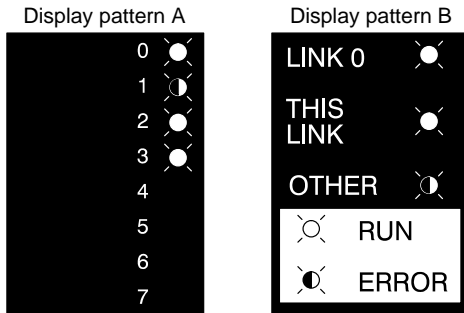 Display pattern A
0
1
2
3
4
5
6
7
Display pattern B
LINK 0
THIS
LINK
OTHER
RUN
ERROR